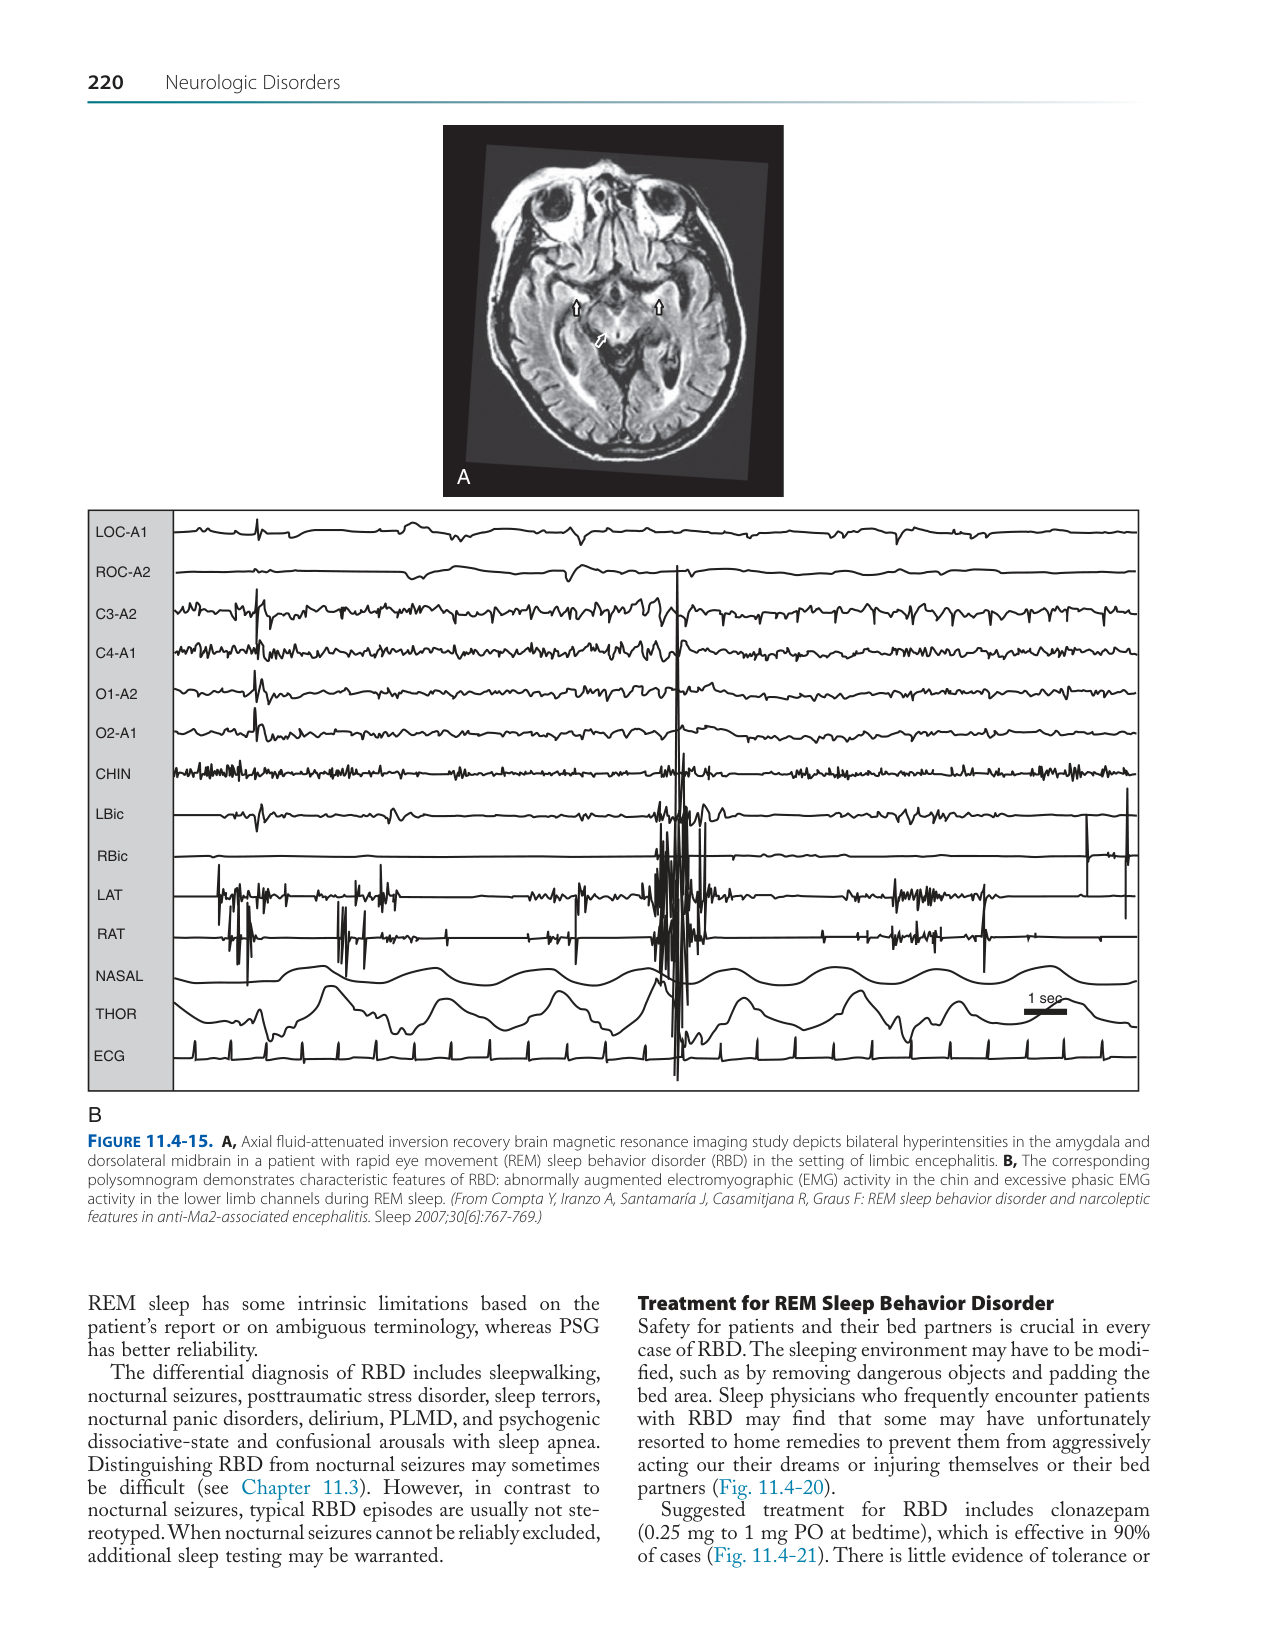 220 Neurologic Disorders
A
LOC-A1
ROC-A2
C3-A2
C4-A1
O1-A2
O2-A1
CHIN
LBic
RBic
LAT
RAT
NASAL
THOR
1 sec
ECG
B
FIGURE 11.4-15. A, Axial fluid-attenuated inversion recovery brain magnetic resonance imaging study depicts bilateral hyperintensities in the amygdala and
dorsolateral midbrain in a patient with rapid eye movement (REM) sleep behavior disorder (RBD) in the setting of limbic encephalitis. B, The corresponding
polysomnogram demonstrates characteristic features of RBD: abnormally augmented electromyographic (EMG) activity in the chin and excessive phasic EMG
activity in the lower limb channels during REM sleep. (From Compta Y, Iranzo A, Santamaría J, Casamitjana R, Graus F: REM sleep behavior disorder and narcoleptic
features in anti-Ma2-associated encephalitis. Sleep 2007;30[6]:767-769.)
REM sleep has some intrinsic limitations based on the
patient's report or on ambiguous terminology, whereas PSG
has better reliability.
The differential diagnosis of RBD includes sleepwalking,
nocturnal seizures, posttraumatic stress disorder, sleep terrors,
nocturnal panic disorders, delirium, PLMD, and psychogenic
dissociative-state and confusional arousals with sleep apnea.
Distinguishing RBD from nocturnal seizures may sometimes
be difficult (see Chapter 11.3). However, in contrast to
nocturnal seizures, typical RBD episodes are usually not ste-
reotyped. When nocturnal seizures cannot be reliably excluded,
additional sleep testing may be warranted.
Treatment for REM Sleep Behavior Disorder
Safety for patients and their bed partners is crucial in every
case of RBD. The sleeping environment may have to be modi-
fied, such as by removing dangerous objects and padding the
bed area. Sleep physicians who frequently encounter patients
with RBD may find that some may have unfortunately
resorted to home remedies to prevent them from aggressively
acting our their dreams or injuring themselves or their bed
partners (Fig. 11.4-20).
Suggested treatment for RBD includes clonazepam
(0.25 mg to 1 mg PO at bedtime), which is effective in 90%
of cases (Fig. 11.4-21). There is little evidence of tolerance or